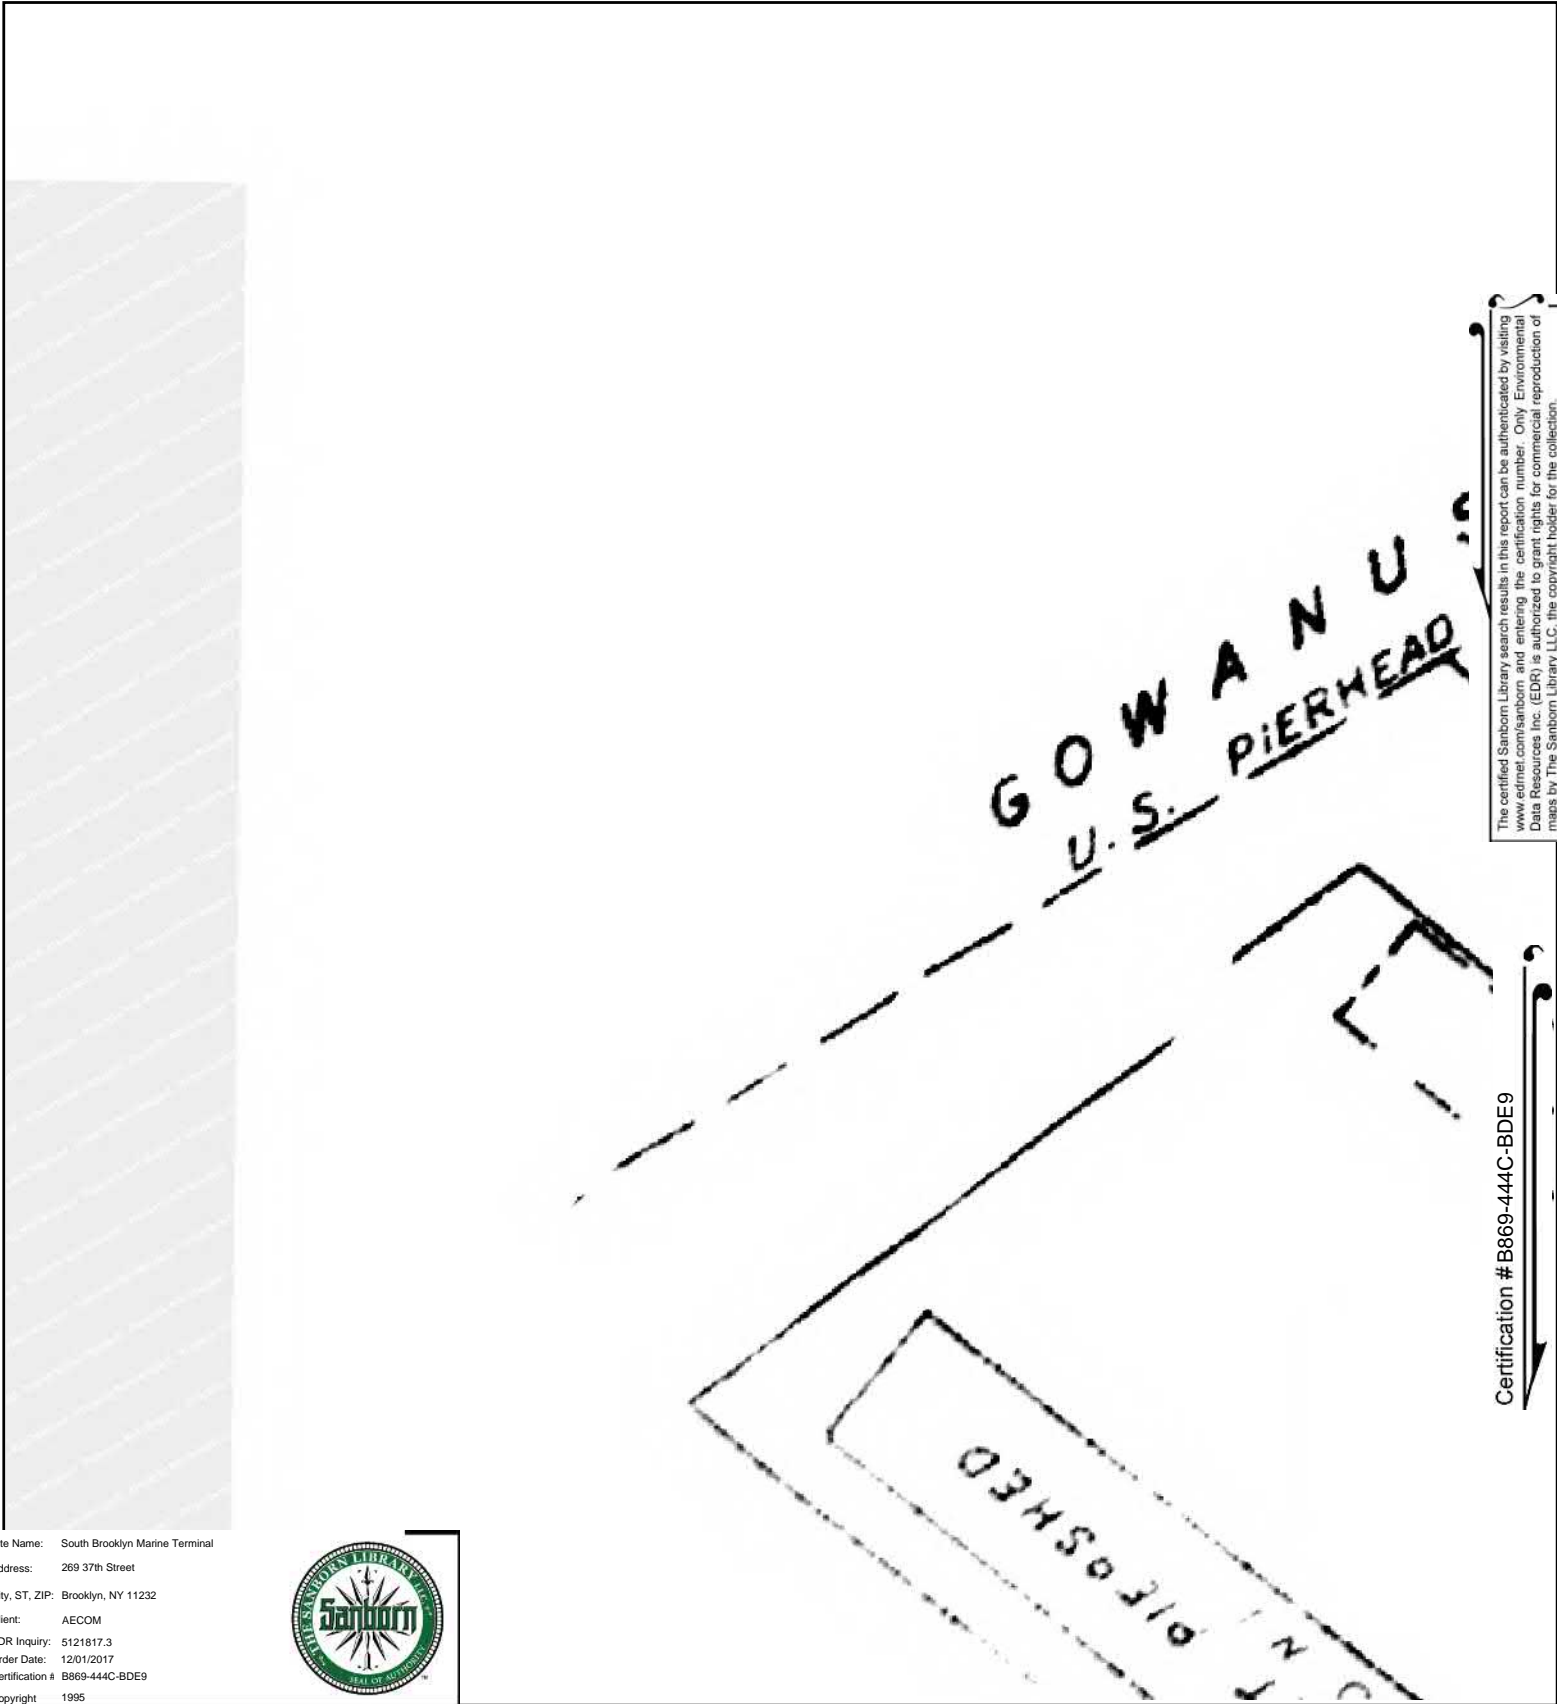 GOWANUS
U.S. PiERHEAD
The certified Sanborn Library search results in this report can be authenticated by visiting
www.edrnet.com/sanborn and entering the certification number. Only Environmental
Data Resources Inc. (EDR) is authorized to grant rights for commercial reproduction of
maps by The Sanborn Library LLC, the copyright holder for the collection.
Certification # B869-444C-BDE9
te Name: South Brooklyn Marine Terminal
ddress: 269 37th Street
ty, ST, ZIP: Brooklyn, NY 11232
ient: AECOM
DR Inquiry: 5121817.3
rder Date: 12/01/2017
ertification # B869-444C-BDE9
opyright 1995
THE SANBORN LIBRARY LLC
Sanborn
SEAL OF AUTHORITY